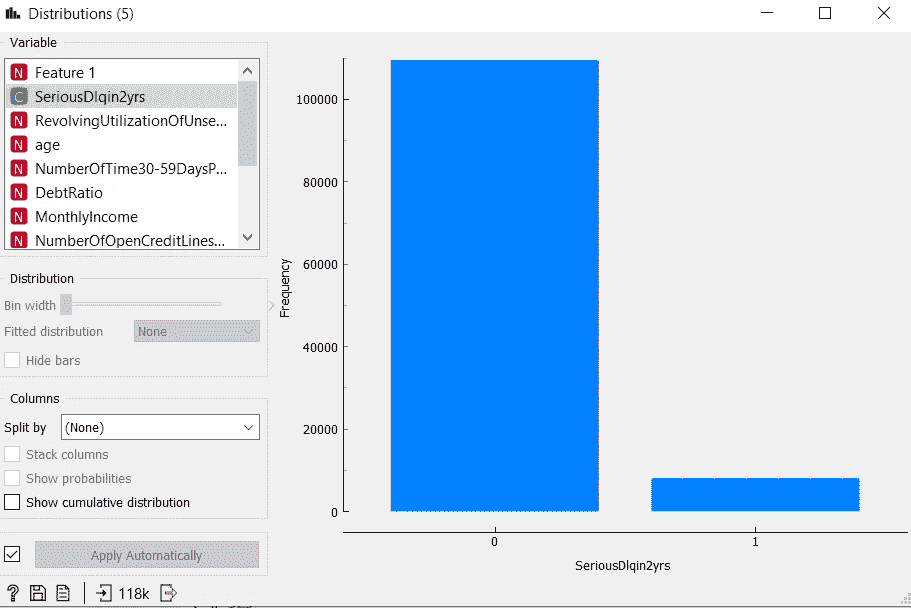 Distributions (5)
Variable
N Feature 1
C SeriousDlqin2yrs
N RevolvingUtilizationOfUnse...
N age
N NumberOfTime30-59DaysP...
N DebtRatio
N MonthlyIncome
N NumberOfOpenCreditLines...
Distribution
Bin width
Fitted distribution None
Hide bars
Columns
Split by (None)
Stack columns
Show probabilities
Show cumulative distribution
Apply Automatically
? 118k
Frequency
100000
80000
60000
40000
20000
0
0 1
SeriousDlqin2yrs